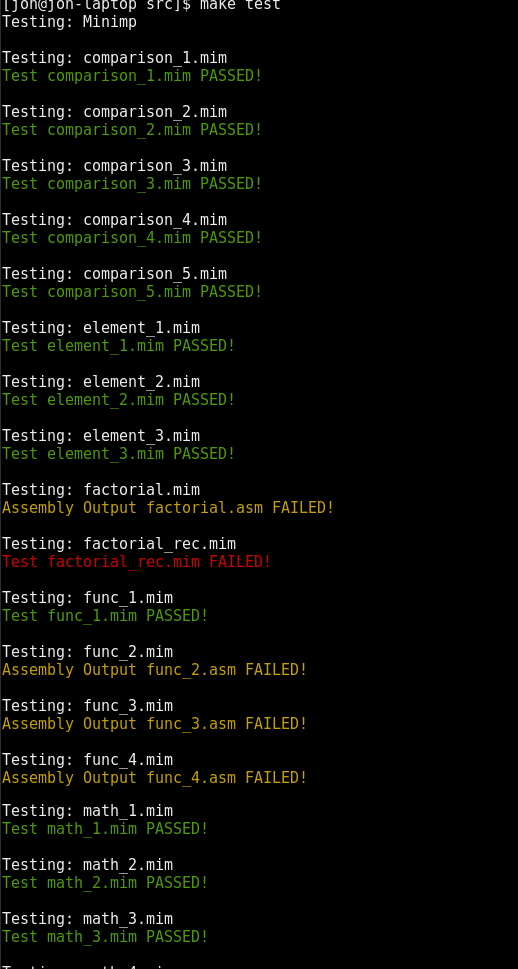 [jon@jon-laptop src]$ make test
Testing: Minimp
Testing: comparison_1.mim
Test comparison_1.mim PASSED!
Testing: comparison_2.mim
Test comparison_2.mim PASSED!
Testing: comparison_3.mim
Test comparison_3.mim PASSED!
Testing: comparison_4.mim
Test comparison_4.mim PASSED!
Testing: comparison_5.mim
Test comparison_5.mim PASSED!
Testing: element_1.mim
Test element_1.mim PASSED!
Testing: element_2.mim
Test element_2.mim PASSED!
Testing: element_3.mim
Test element_3.mim PASSED!
Testing: factorial.mim
Assembly Output factorial.asm FAILED!
Testing: factorial_rec.mim
Test factorial_rec.mim FAILED!
Testing: func_1.mim
Test func_1.mim PASSED!
Testing: func_2.mim
Assembly Output func_2.asm FAILED!
Testing: func_3.mim
Assembly Output func_3.asm FAILED!
Testing: func_4.mim
Assembly Output func_4.asm FAILED!
Testing: math_1.mim
Test math_1.mim PASSED!
Testing: math_2.mim
Test math_2.mim PASSED!
Testing: math_3.mim
Test math_3.mim PASSED!